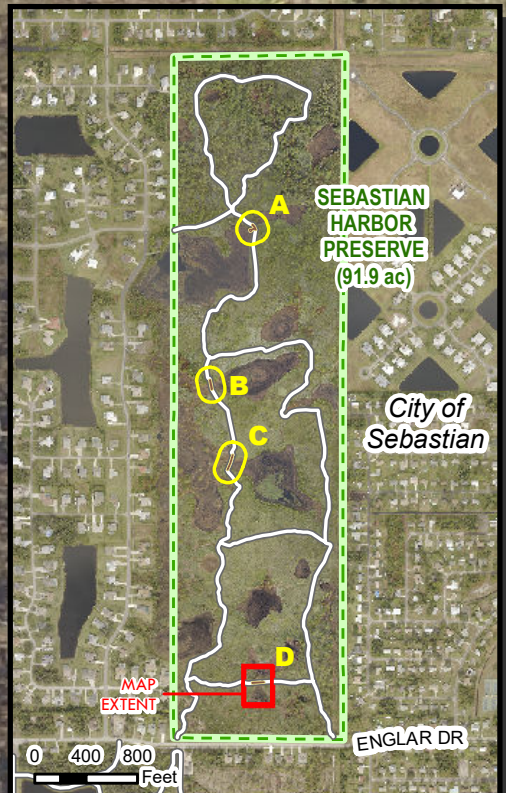 A
SEBASTIAN
HARBOR
PRESERVE
(91.9 ac)
B
City of
Sebastian
C
D
MAP
EXTENT
ENGLAR DR
0 400 800
Feet